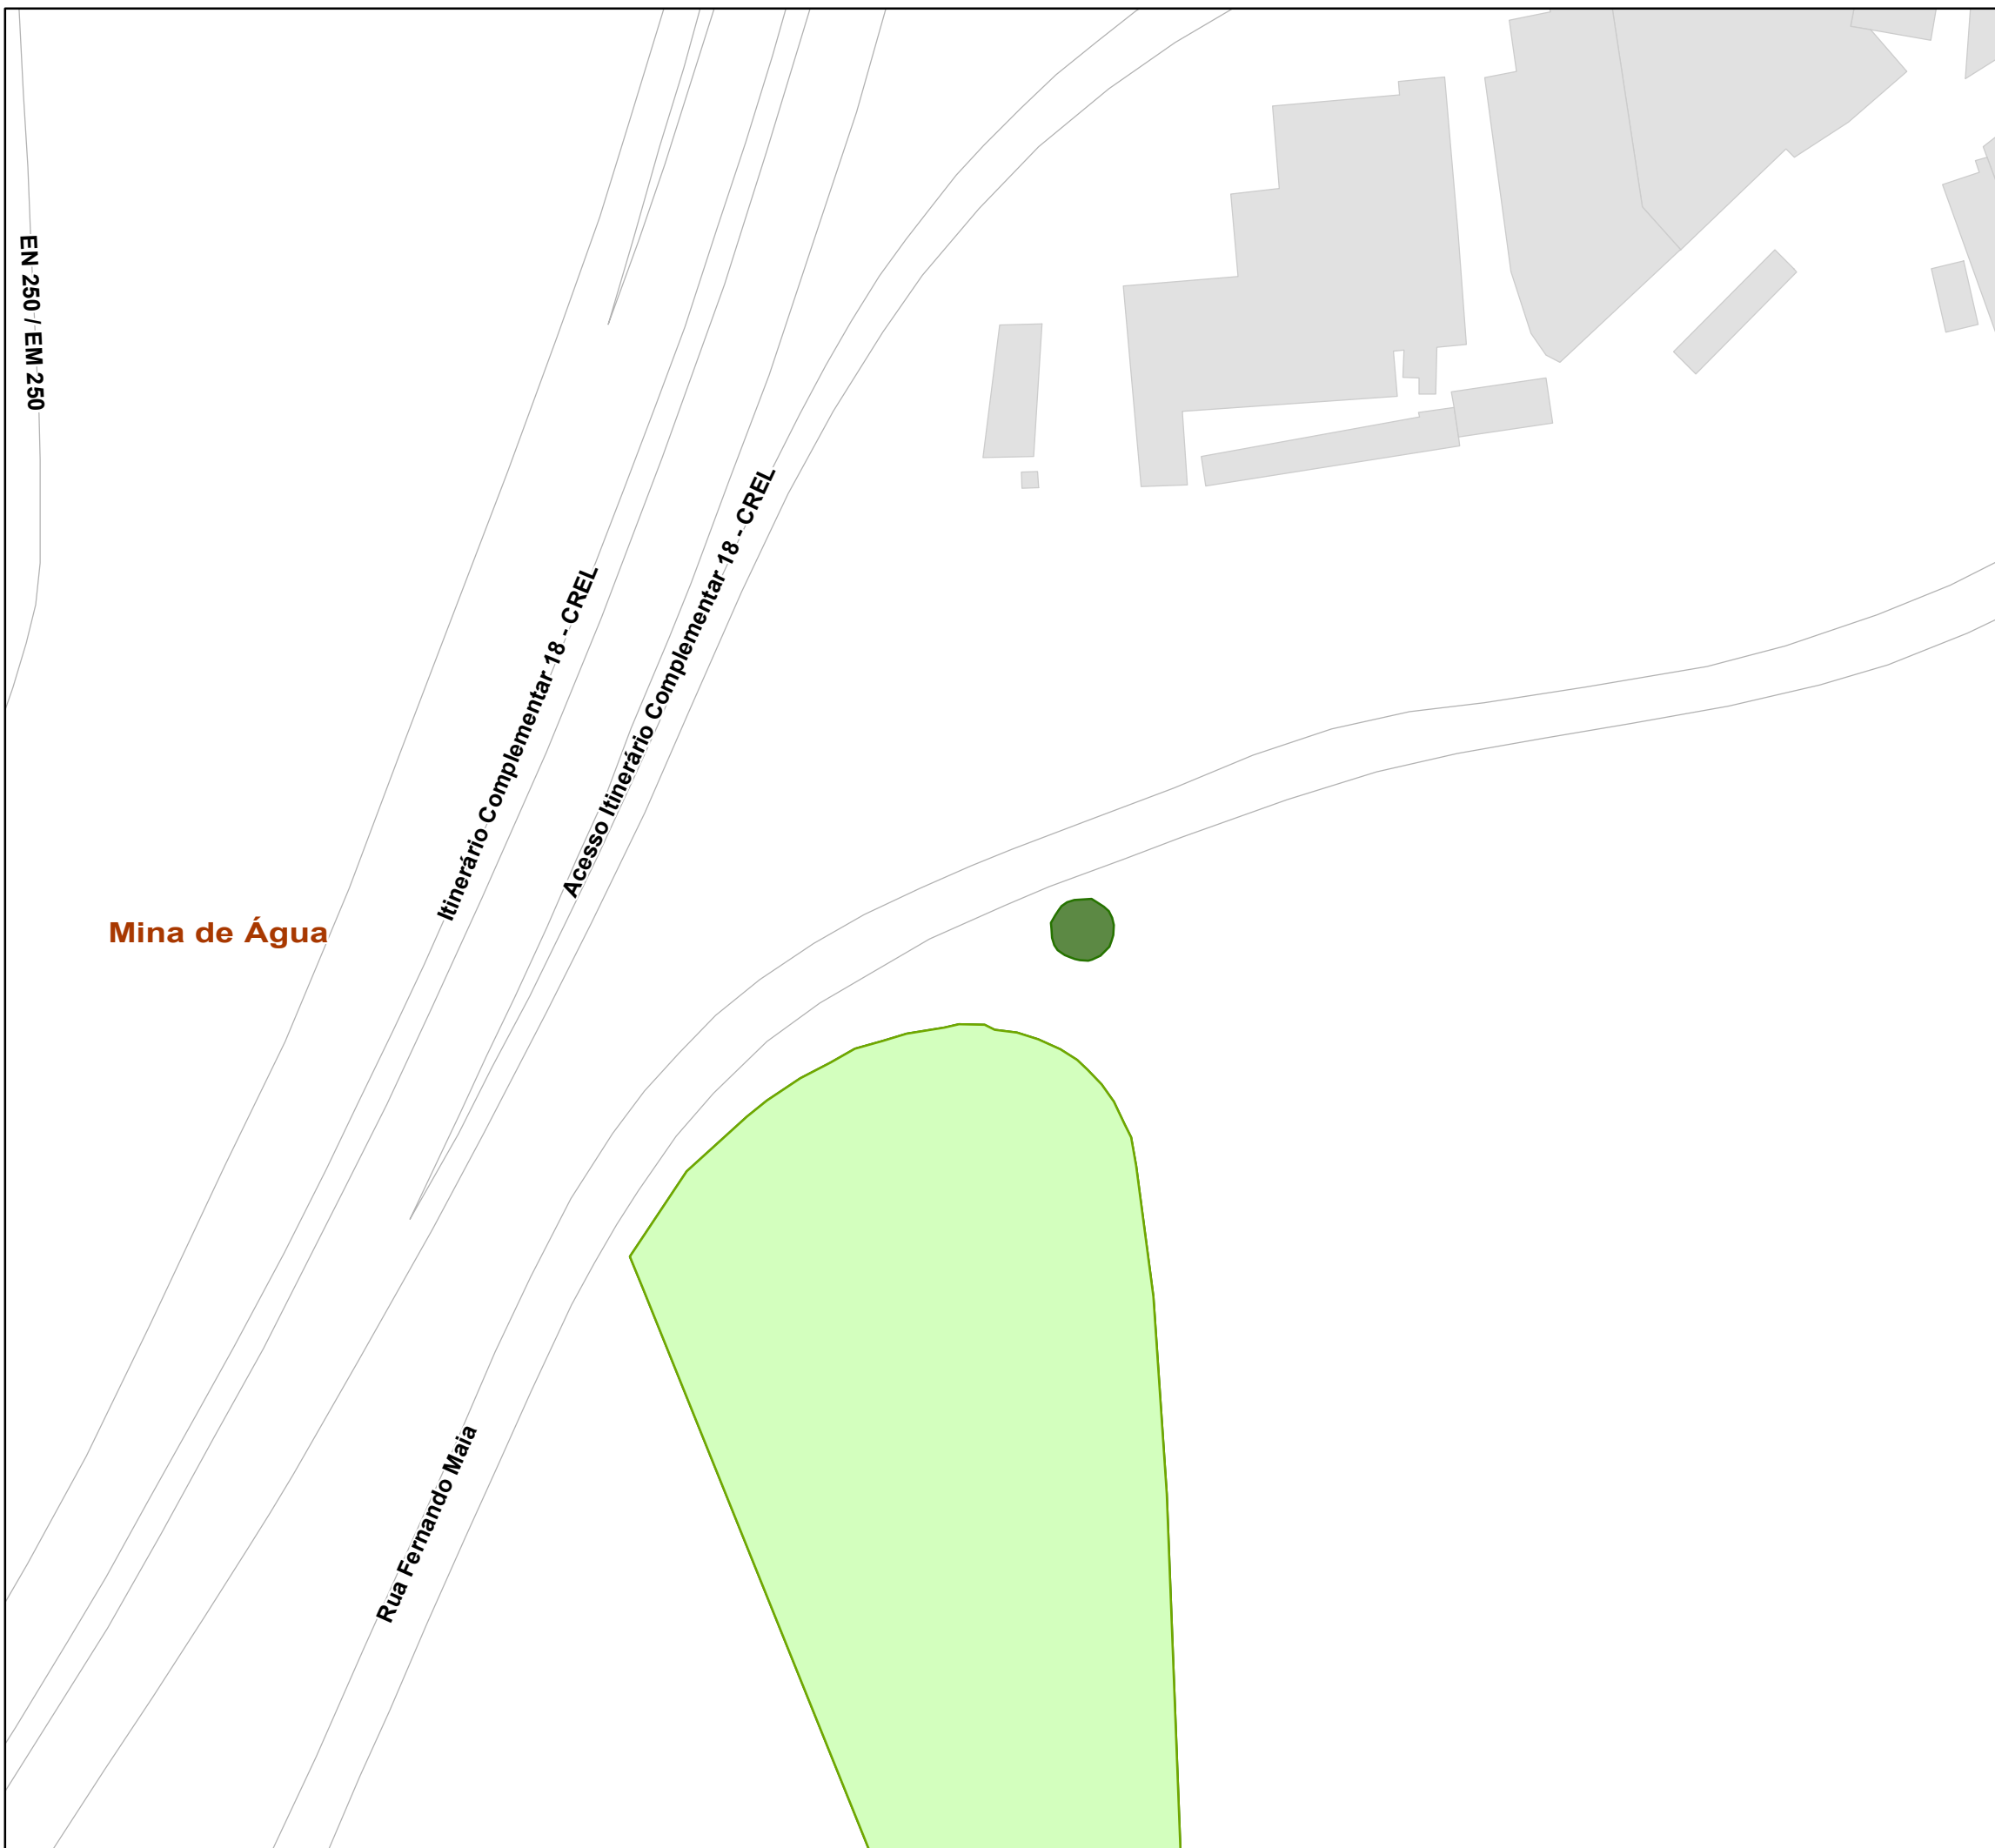 EN 250 / EM 250
Itinerário Complementar 18 - CREL
Acesso Itinerário Complementar 18 - CREL
Mina de Água
Rua Fernando Maia